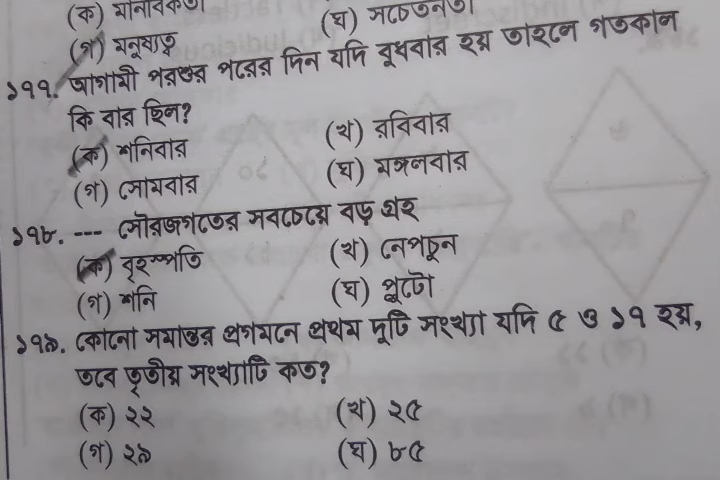 (ক) মানবিকতা (ঘ) সচেতনতা
(গ) মনুষ্যত্ব
১৭৭. আগামী পরশুর পরের দিন যদি বুধবার হয় তাহলে গতকাল
কি বার ছিল?
(ক) শনিবার (খ) রবিবার
(গ) সোমবার (ঘ) মঙ্গলবার
১৭৮. --- সৌরজগতের সবচেয়ে বড় গ্রহ
(ক) বৃহস্পতি (খ) নেপচুন
(গ) শনি (ঘ) প্লুটো
১৭৯. কোনো সমান্তর প্রগমনে প্রথম দুটি সংখ্যা যদি ৫ ও ১৭ হয়,
তবে তৃতীয় সংখ্যাটি কত?
(ক) ২২ (খ) ২৫
(গ) ২৯ (ঘ) ৮৫